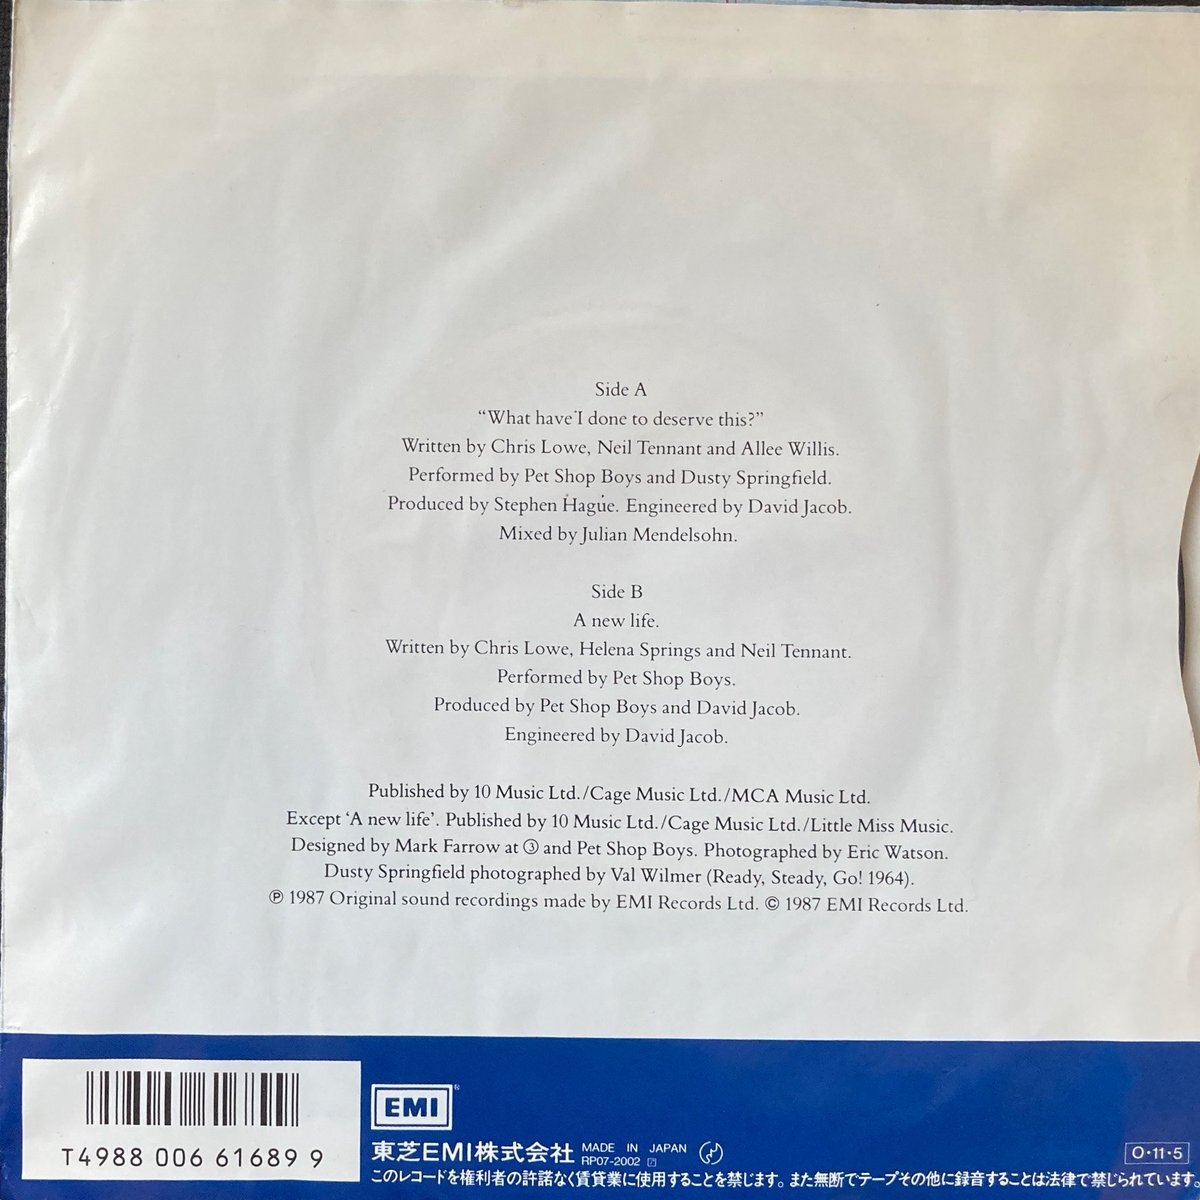 Side A
“What have I done to deserve this?”
Written by Chris Lowe, Neil Tennant and Allee Willis.
Performed by Pet Shop Boys and Dusty Springfield.
Produced by Stephen Hague. Engineered by David Jacob.
Mixed by Julian Mendelsohn.
Side B
A new life.
Written by Chris Lowe, Helena Springs and Neil Tennant.
Performed by Pet Shop Boys.
Produced by Pet Shop Boys and David Jacob.
Engineered by David Jacob.
Published by 10 Music Ltd./Cage Music Ltd./MCA Music Ltd.
Except ‘A new life’. Published by 10 Music Ltd./Cage Music Ltd./Little Miss Music.
Designed by Mark Farrow at ③ and Pet Shop Boys. Photographed by Eric Watson.
Dusty Springfield photographed by Val Wilmer (Ready, Steady, Go! 1964).
℗ 1987 Original sound recordings made by EMI Records Ltd. © 1987 EMI Records Ltd.
EMI®
T4988 006 61689 9
東芝EMI株式会社 MADE IN JAPAN
RP07-2002
O·11·5
このレコードを権利者の許諾なく賃貸業に使用することを禁じます。また無断でテープその他に録音することは法律で禁じられています。